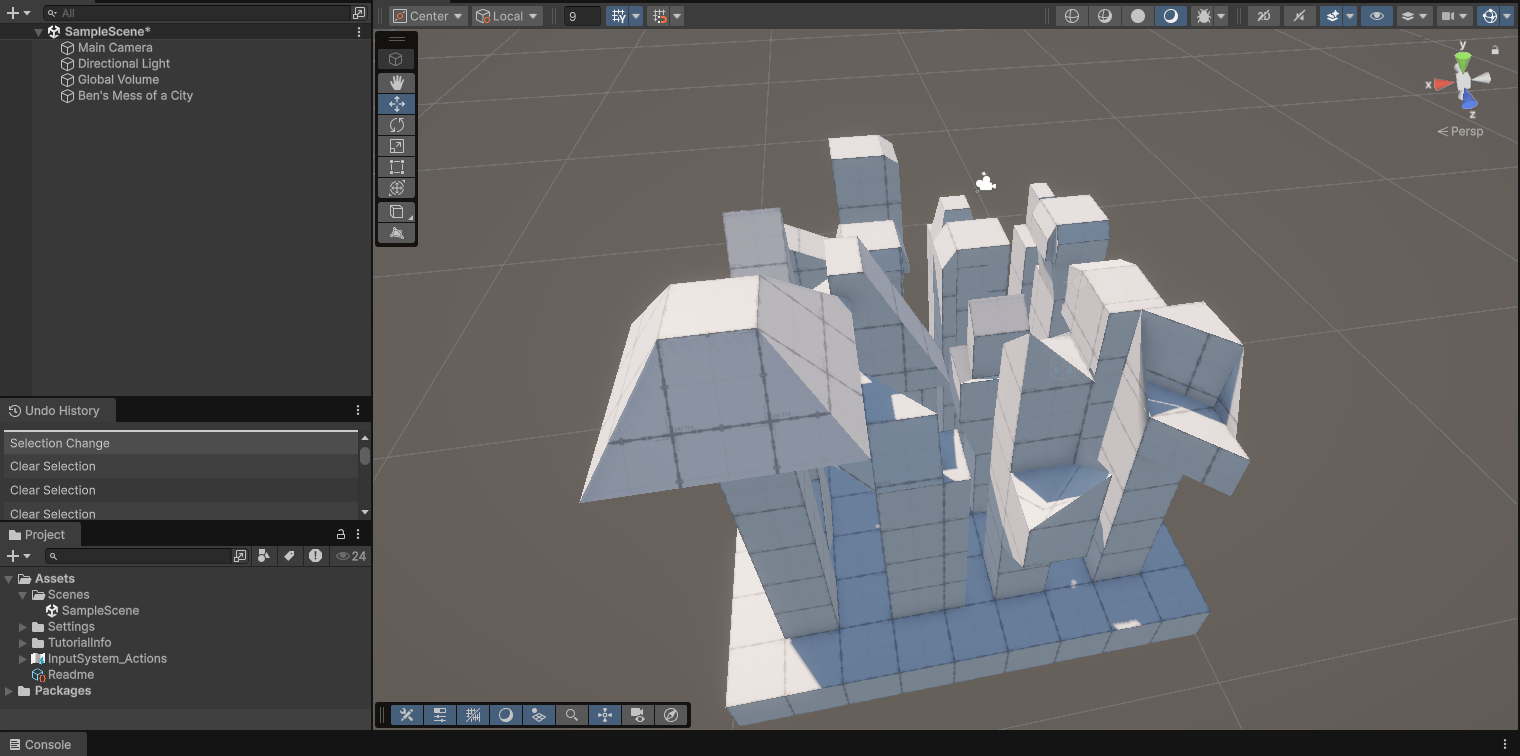 All
Center
Local
9
2D
SampleScene*
Main Camera
Directional Light
Global Volume
Ben's Mess of a City
y
x
z
Persp
Undo History
Selection Change
Clear Selection
Clear Selection
Clear Selection
Project
24
Assets
Scenes
SampleScene
Settings
TutorialInfo
InputSystem_Actions
Readme
Packages
Console